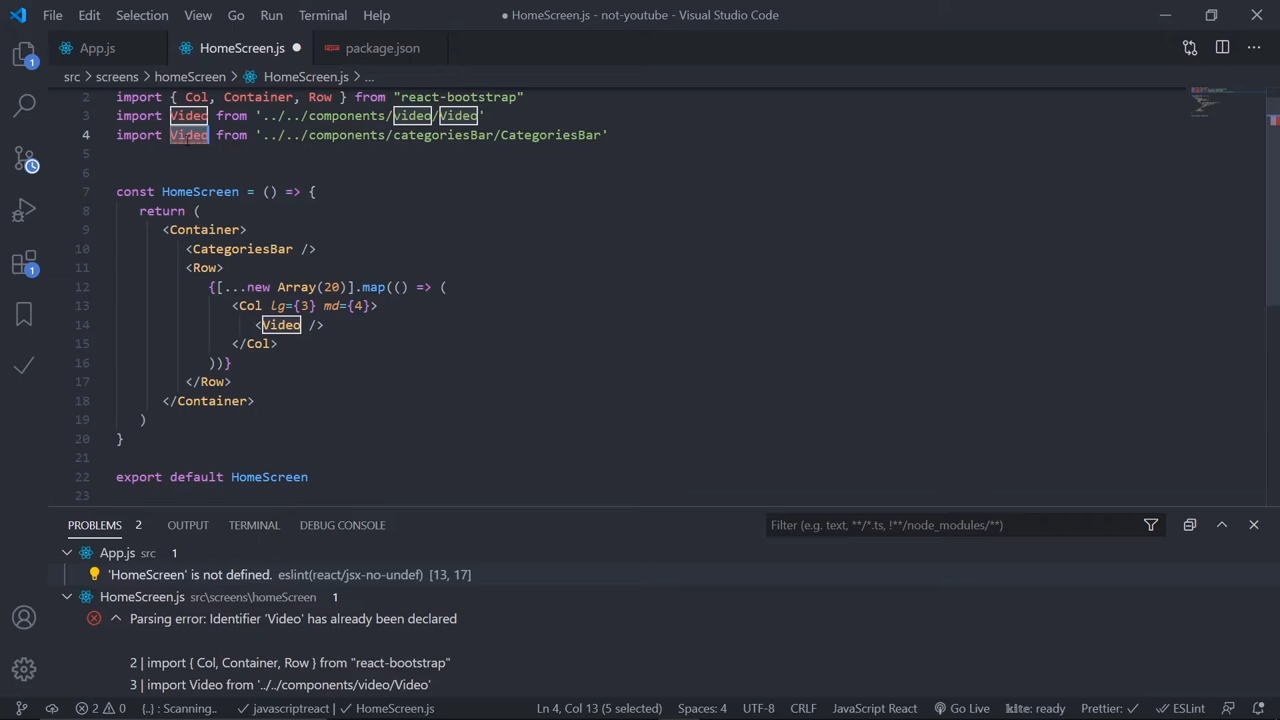 File Edit Selection View Go Run Terminal Help
● HomeScreen.js - not-youtube - Visual Studio Code
App.js HomeScreen.js package.json
src > screens > homeScreen > HomeScreen.js > ...
2 import { Col, Container, Row } from "react-bootstrap"
3 import Video from '../../components/video/Video'
4 import Video from '../../components/categoriesBar/CategoriesBar'
5
6
7 const HomeScreen = () => {
8 return (
9 <Container>
10 <CategoriesBar />
11 <Row>
12 {[...new Array(20)].map(() => (
13 <Col lg={3} md={4}>
14 <Video />
15 </Col>
16 ))}
17 </Row>
18 </Container>
19 )
20 }
21
22 export default HomeScreen
23
PROBLEMS 2 OUTPUT TERMINAL DEBUG CONSOLE Filter (e.g. text, **/*.ts, !**/node_modules/**)
App.js src 1
'HomeScreen' is not defined. eslint(react/jsx-no-undef) [13, 17]
HomeScreen.js src\screens\homeScreen 1
Parsing error: Identifier 'Video' has already been declared
2 | import { Col, Container, Row } from "react-bootstrap"
3 | import Video from '../../components/video/Video'
2 0 {..} : Scanning.. javascriptreact HomeScreen.js Ln 4, Col 13 (5 selected) Spaces: 4 UTF-8 CRLF JavaScript React Go Live kite: ready Prettier: ✓ ESLint
1
1